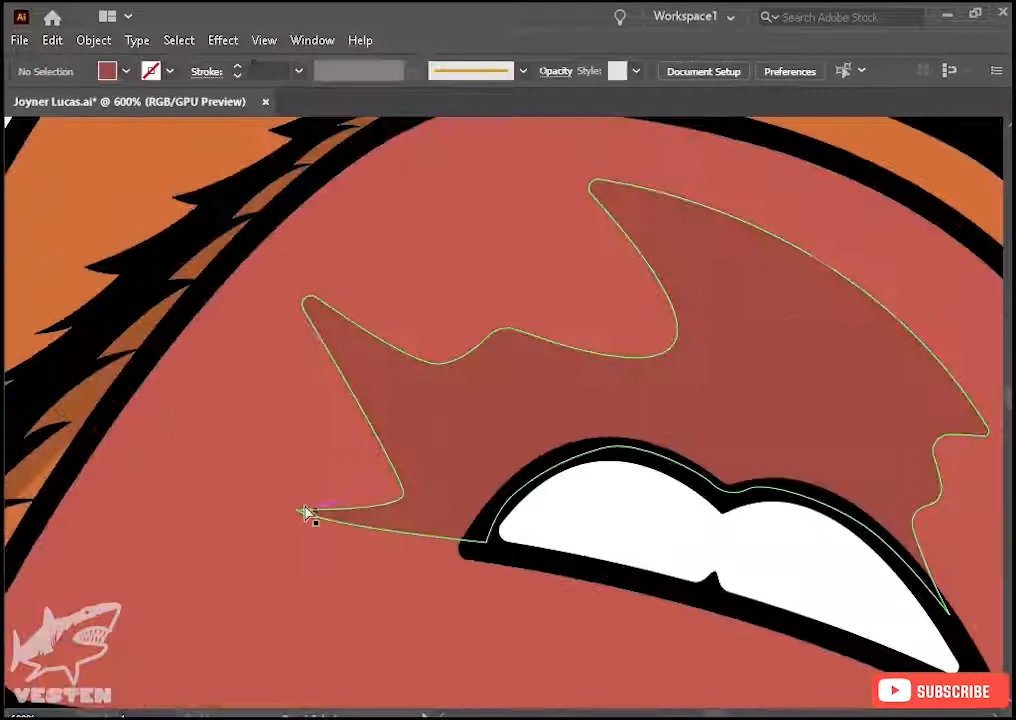 Ai Workspace1 Search Adobe Stock
File Edit Object Type Select Effect View Window Help
No Selection Stroke: Opacity Style: Document Setup Preferences
Joyner Lucas.ai* @ 600% (RGB/GPU Preview) ×
VESTEN
SUBSCRIBE